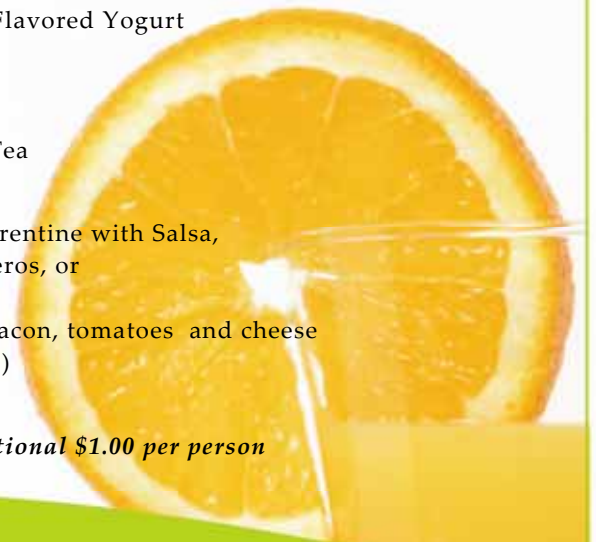 Flavored Yogurt
Tea
rentine with Salsa,
eros, or
acon, tomatoes and cheese
)
tional $1.00 per person